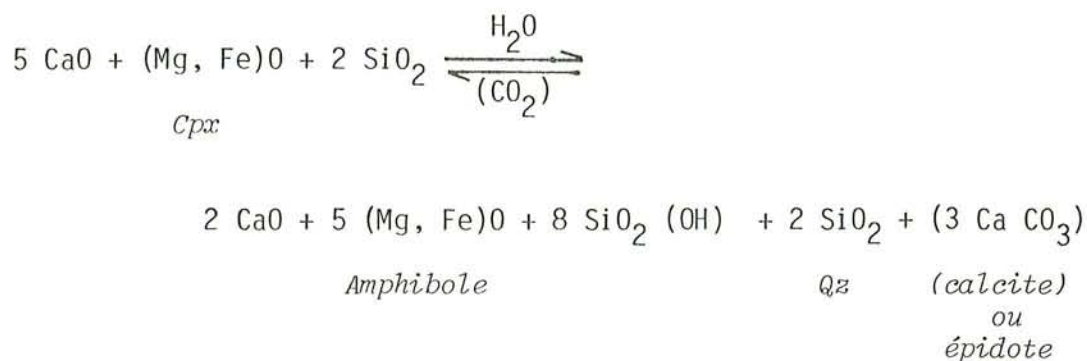 H₂O
5 CaO + (Mg, Fe)O + 2 SiO₂ ⇌
(CO₂)
Cpx
2 CaO + 5 (Mg, Fe)O + 8 SiO₂ (OH) + 2 SiO₂ + (3 Ca CO₃)
Amphibole Qz (calcite)
ou
épidote